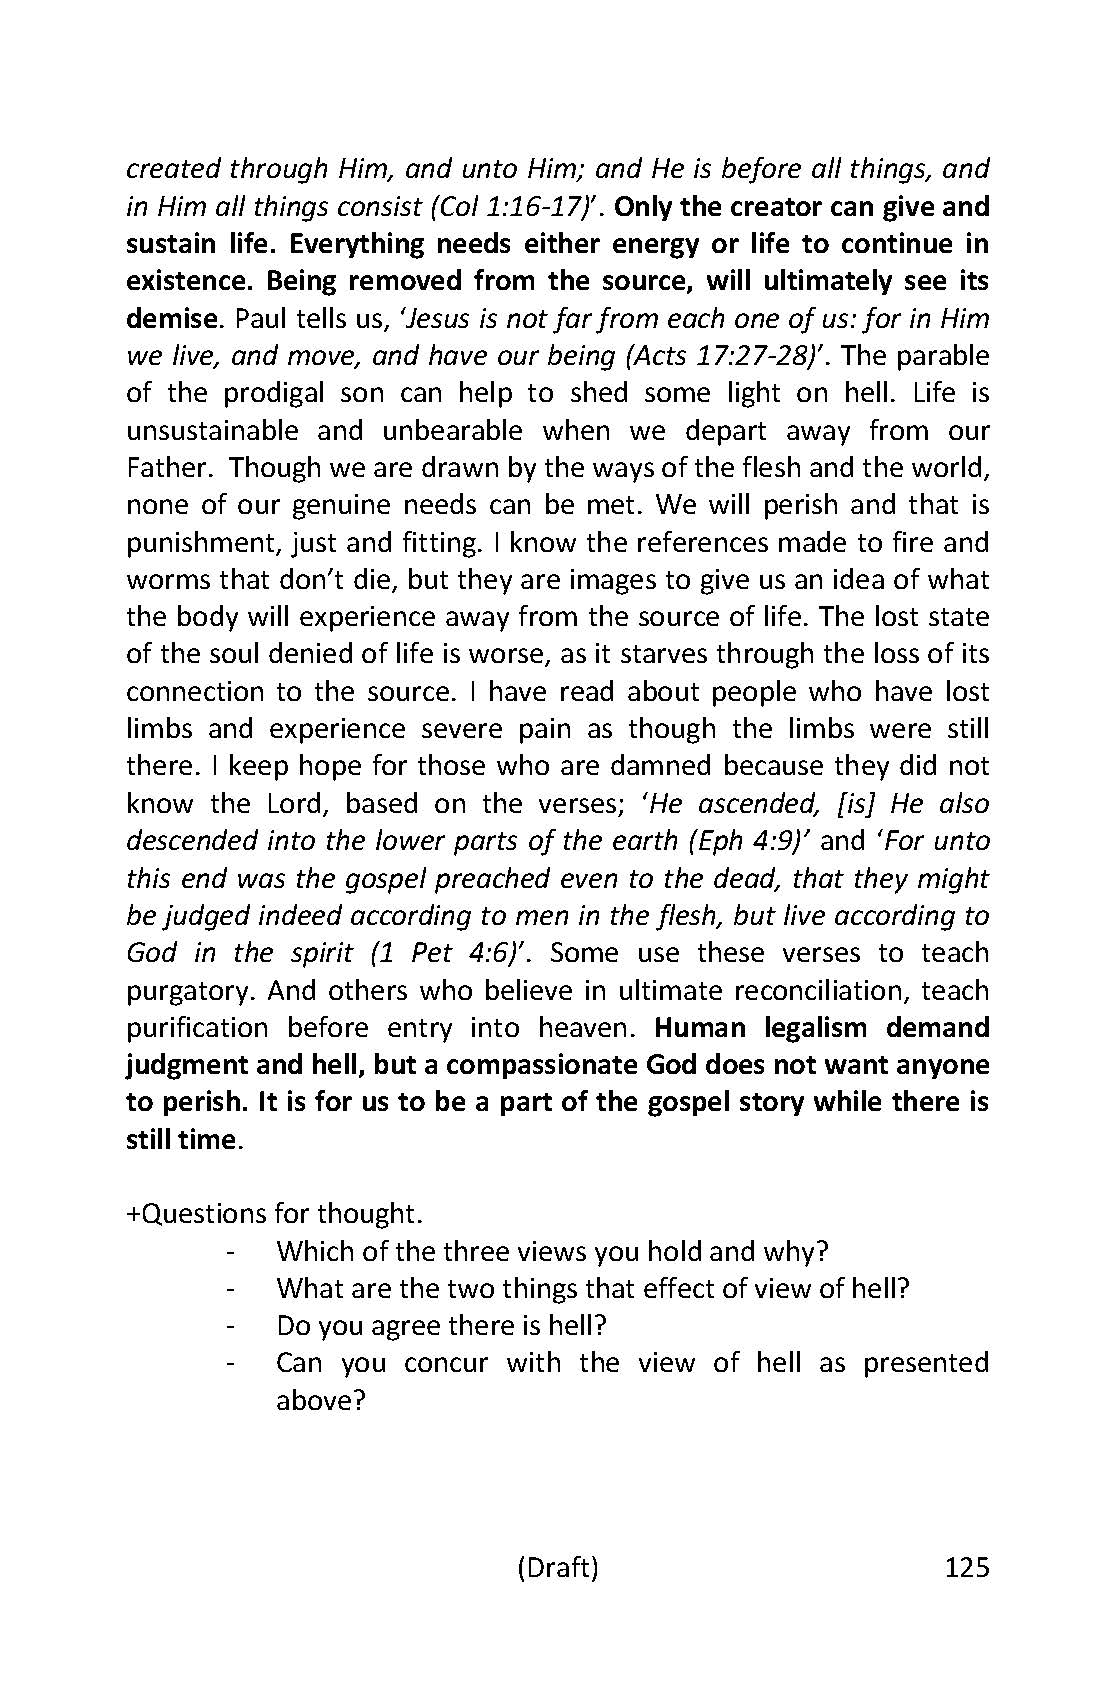 created through Him, and unto Him; and He is before all things, and
in Him all things consist (Col 1:16-17)’. Only the creator can give and
sustain life. Everything needs either energy or life to continue in
existence. Being removed from the source, will ultimately see its
demise. Paul tells us, ‘Jesus is not far from each one of us: for in Him
we live, and move, and have our being (Acts 17:27-28)’. The parable
of the prodigal son can help to shed some light on hell. Life is
unsustainable and unbearable when we depart away from our
Father. Though we are drawn by the ways of the flesh and the world,
none of our genuine needs can be met. We will perish and that is
punishment, just and fitting. I know the references made to fire and
worms that don’t die, but they are images to give us an idea of what
the body will experience away from the source of life. The lost state
of the soul denied of life is worse, as it starves through the loss of its
connection to the source. I have read about people who have lost
limbs and experience severe pain as though the limbs were still
there. I keep hope for those who are damned because they did not
know the Lord, based on the verses; ‘He ascended, [is] He also
descended into the lower parts of the earth (Eph 4:9)’ and ‘For unto
this end was the gospel preached even to the dead, that they might
be judged indeed according to men in the flesh, but live according to
God in the spirit (1 Pet 4:6)’. Some use these verses to teach
purgatory. And others who believe in ultimate reconciliation, teach
purification before entry into heaven. Human legalism demand
judgment and hell, but a compassionate God does not want anyone
to perish. It is for us to be a part of the gospel story while there is
still time.
+Questions for thought.
- Which of the three views you hold and why?
- What are the two things that effect of view of hell?
- Do you agree there is hell?
- Can you concur with the view of hell as presented
above?
(Draft) 125